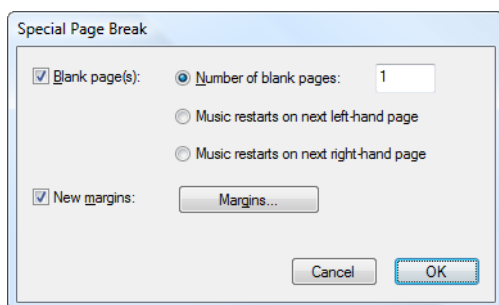 Special Page Break
Blank page(s): Number of blank pages: 1
Music restarts on next left-hand page
Music restarts on next right-hand page
New margins: Margins...
Cancel OK